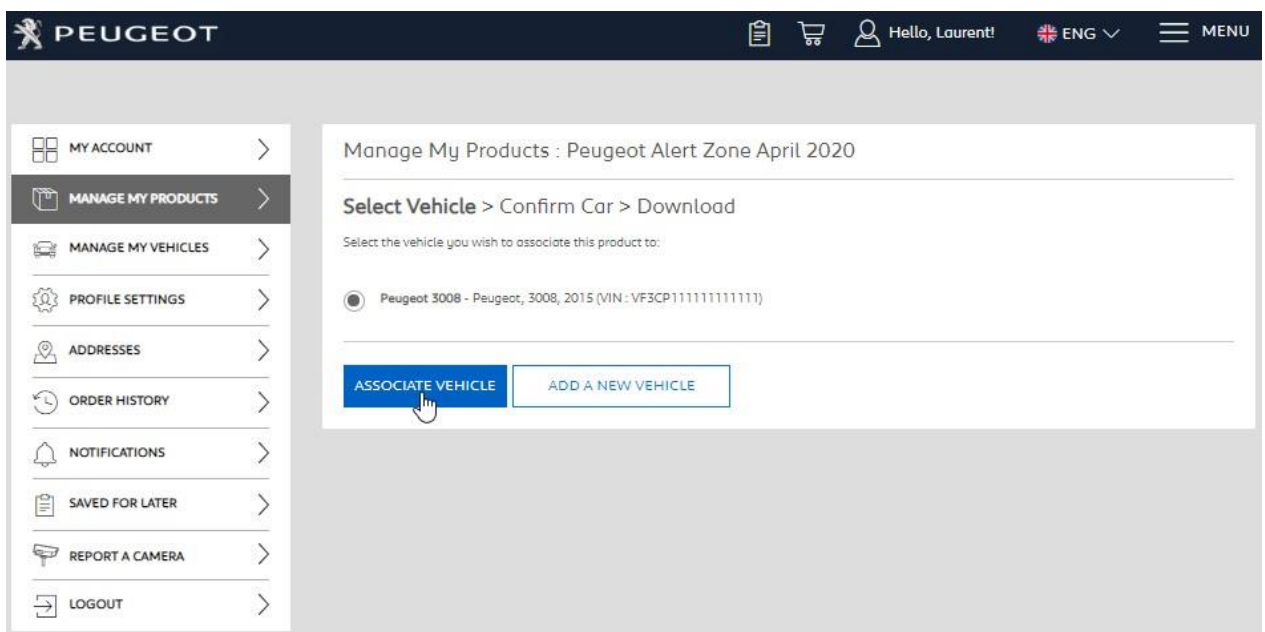 PEUGEOT
Hello, Laurent!
ENG
MENU
MY ACCOUNT
MANAGE MY PRODUCTS
MANAGE MY VEHICLES
PROFILE SETTINGS
ADDRESSES
ORDER HISTORY
NOTIFICATIONS
SAVED FOR LATER
REPORT A CAMERA
LOGOUT
Manage My Products : Peugeot Alert Zone April 2020
Select Vehicle > Confirm Car > Download
Select the vehicle you wish to associate this product to:
Peugeot 3008 - Peugeot, 3008, 2015 (VIN : VF3CP111111111111)
ASSOCIATE VEHICLE
ADD A NEW VEHICLE